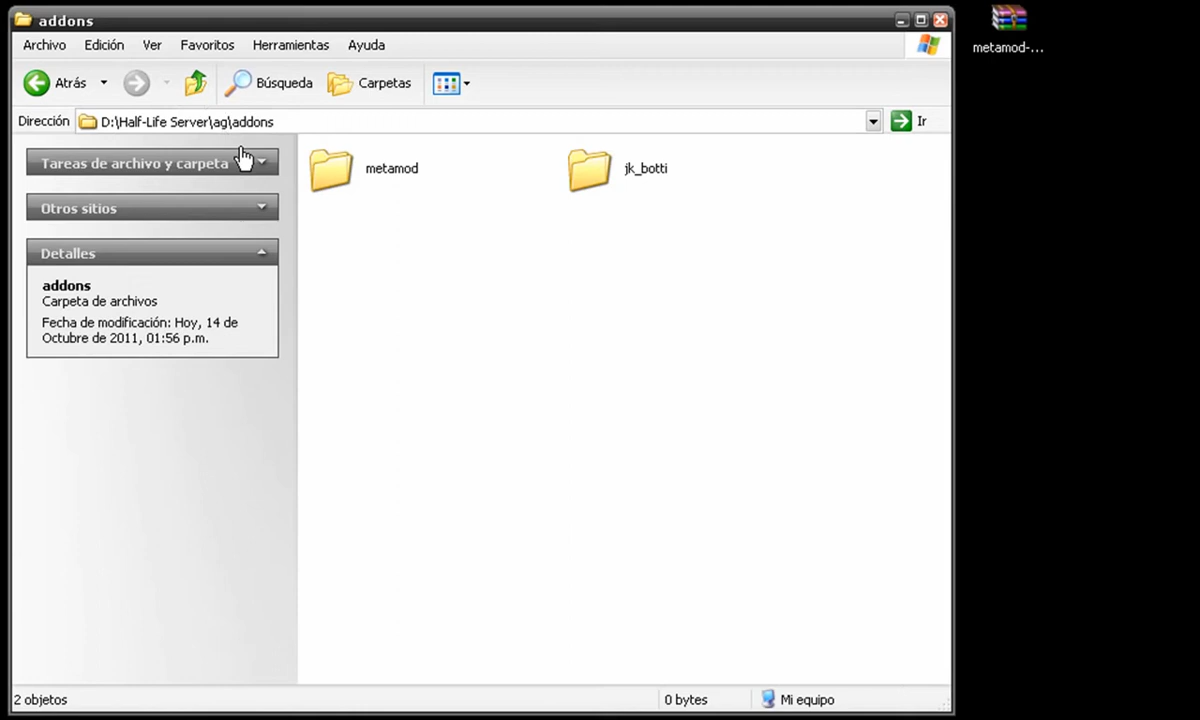 addons
metamod-...
Archivo Edición Ver Favoritos Herramientas Ayuda
Atrás Búsqueda Carpetas
Dirección D:\Half-Life Server\ag\addons Ir
Tareas de archivo y carpeta
metamod
jk_botti
Otros sitios
Detalles
addons
Carpeta de archivos
Fecha de modificación: Hoy, 14 de
Octubre de 2011, 01:56 p.m.
2 objetos 0 bytes Mi equipo